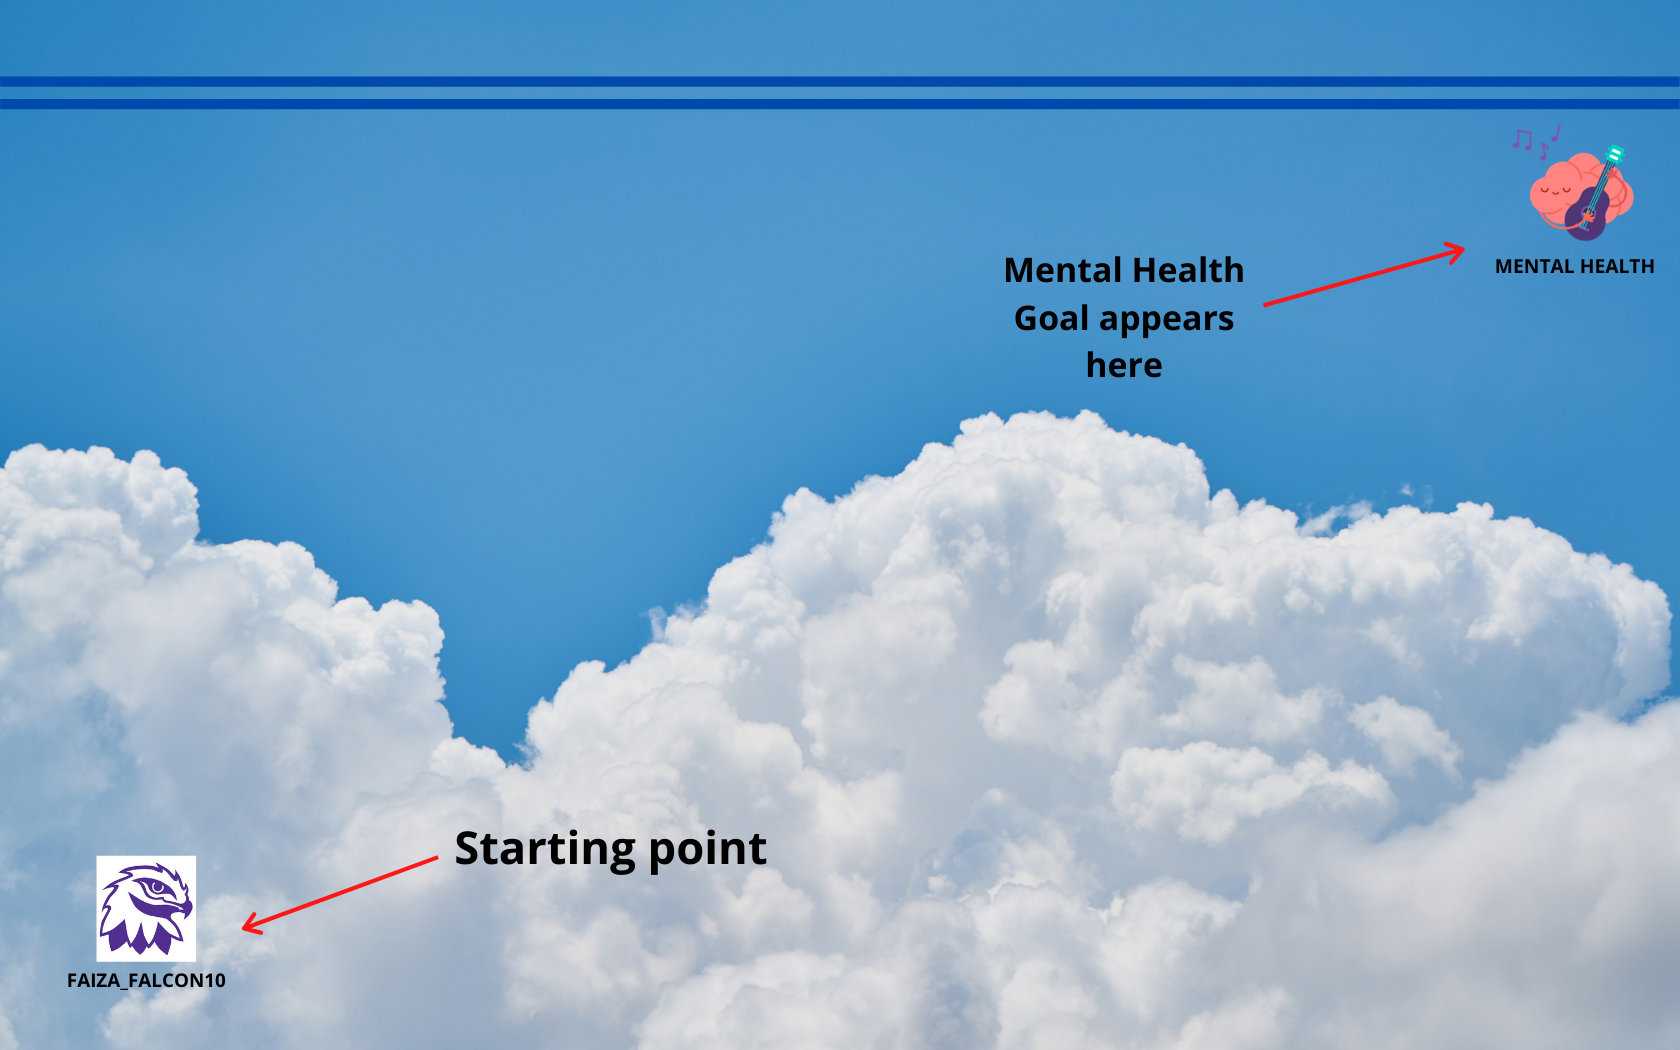 MENTAL HEALTH
Mental Health
Goal appears
here
Starting point
FAIZA_FALCON10